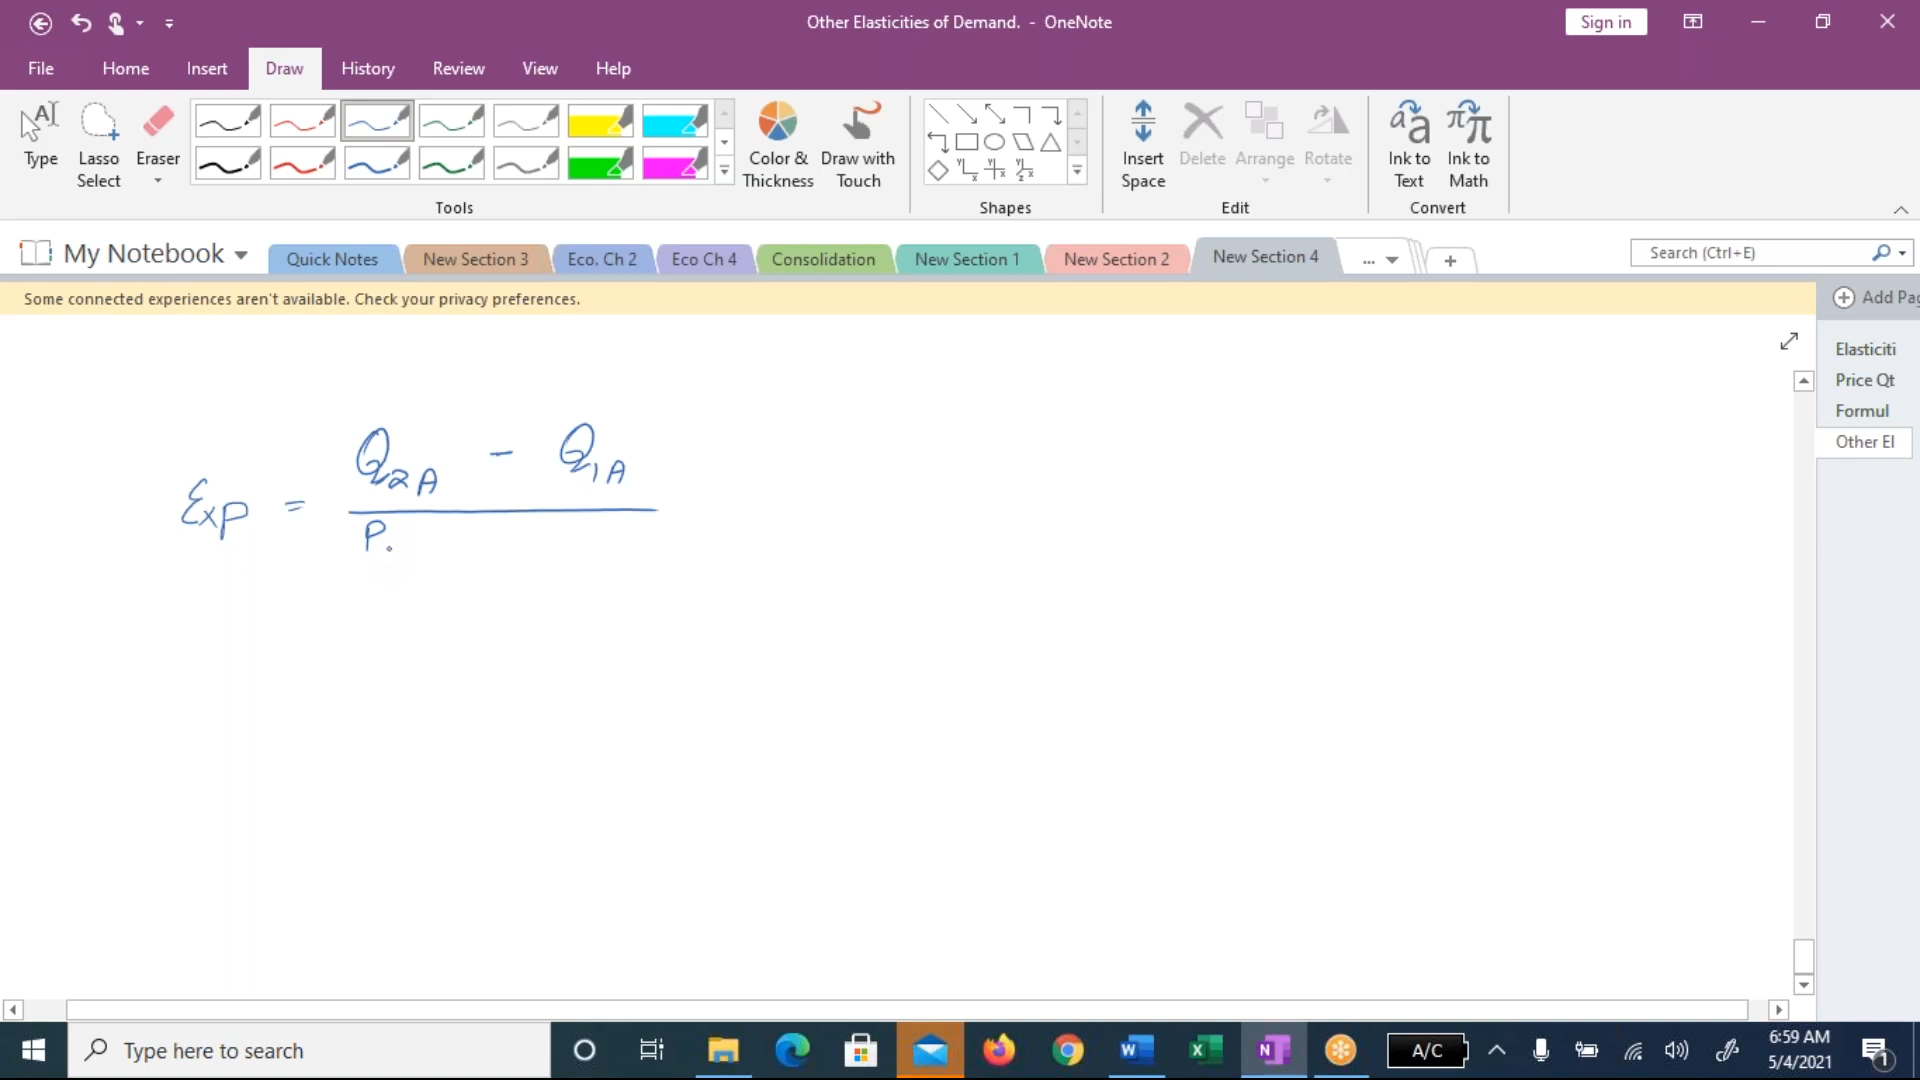 Other Elasticities of Demand. - OneNote
Sign in
File Home Insert Draw History Review View Help
Type
Lasso Select
Eraser
Color & Thickness
Draw with Touch
Insert Space
Delete
Arrange
Rotate
Ink to Text
Ink to Math
Tools
Shapes
Edit
Convert
My Notebook
Quick Notes
New Section 3
Eco. Ch 2
Eco Ch 4
Consolidation
New Section 1
New Section 2
New Section 4
...
Search (Ctrl+E)
Some connected experiences aren't available. Check your privacy preferences.
Add Pag
Elasticiti
Price Qt
Formul
Other El
Q2A - Q1A
Exp =
P.
Type here to search
A/C
6:59 AM
5/4/2021
1